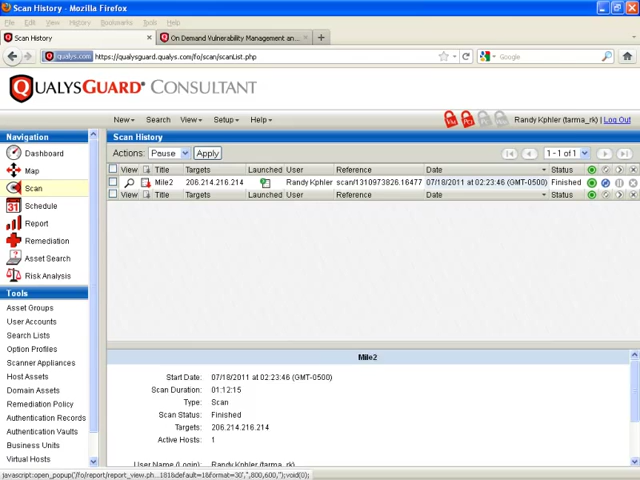 Scan History - Mozilla Firefox
File Edit View History Bookmarks Tools Help
Scan History × On Demand Vulnerability Management an... × +
qualys.com https://qualysguard.qualys.com/fo/scan/scanList.php Google
QUALYSGUARD® CONSULTANT
New Search View Setup Help Randy Kphler (tarma_rk) | Log Out
Navigation
Dashboard
Map
Scan
31 Schedule
Report
Remediation
Asset Search
Risk Analysis
Tools
Asset Groups
User Accounts
Search Lists
Option Profiles
Scanner Appliances
Host Assets
Domain Assets
Remediation Policy
Authentication Records
Business Units
Virtual Hosts
Scan History
Actions: Pause Apply 1 - 1 of 1
View Title Targets Launched User Reference Date Status
Mile2 206.214.216.214 Randy Kphler scan/1310973826.16477 07/18/2011 at 02:23:46 (GMT-0500) Finished
View Title Targets Launched User Reference Date Status
Mile2
Start Date: 07/18/2011 at 02:23:46 (GMT-0500)
Scan Duration: 01:12:15
Type: Scan
Scan Status: Finished
Targets: 206.214.216.214
Active Hosts: 1
User Name (Login): Randy Kphler (tarma_rk)
javascript:open_popup('/fo/report/report_view.ph...181&default=1&format=30','',800,600,'');void(0);